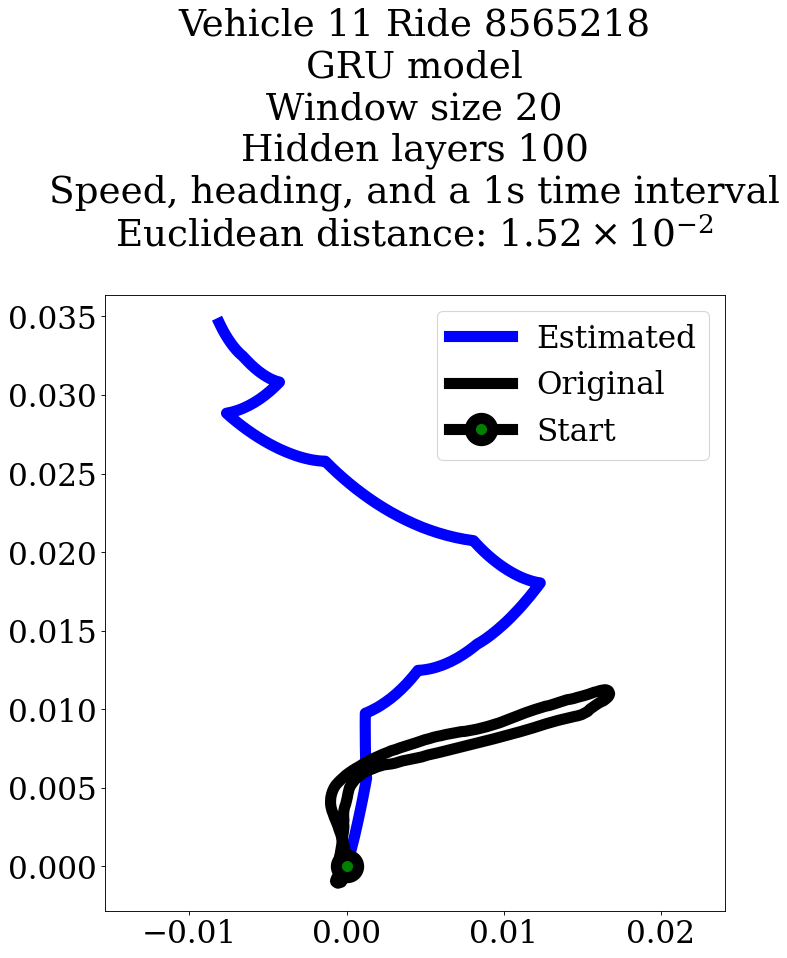 Vehicle 11 Ride 8565218
GRU model
Window size 20
Hidden layers 100
Speed, heading, and a 1s time interval
Euclidean distance: 1.52 × 10⁻²
0.035
0.030
0.025
0.020
0.015
0.010
0.005
0.000
Estimated
Original
Start
−0.01
0.00
0.01
0.02